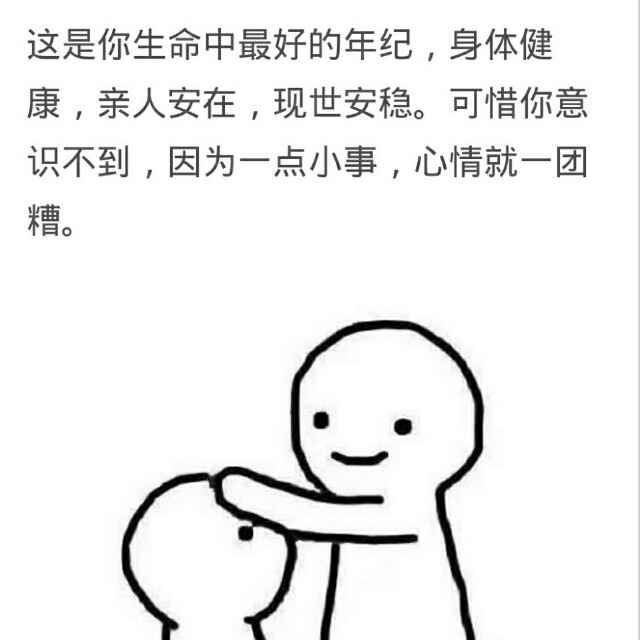 这是你生命中最好的年纪，身体健
康，亲人安在，现世安稳。可惜你意
识不到，因为一点小事，心情就一团
糟。